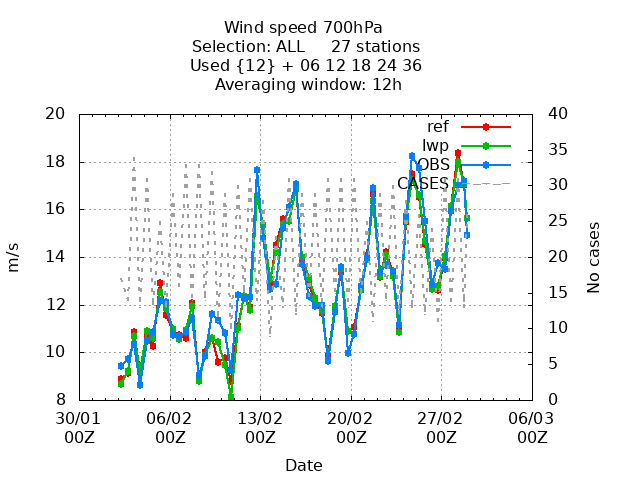 Wind speed 700hPa
Selection: ALL 27 stations
Used {12} + 06 12 18 24 36
Averaging window: 12h
20
18
16
14
12
10
8
m/s
40
35
30
25
20
15
10
5
0
No cases
ref
lwp
OBS
CASES
30/01 06/02 13/02 20/02 27/02 06/03
00Z 00Z 00Z 00Z 00Z 00Z
Date